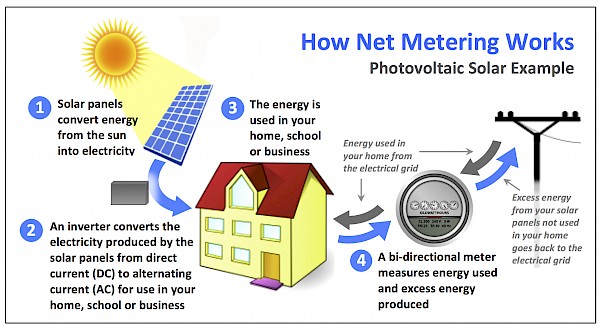 How Net Metering Works
Photovoltaic Solar Example
1
Solar panels
convert energy
from the sun
into electricity
2
An inverter converts the
electricity produced by the
solar panels from direct
current (DC) to alternating
current (AC) for use in your
home, school or business
3
The energy is
used in your
home, school
or business
Energy used in
your home from
the electrical grid
KILOWATTHOURS
Excess energy
from your solar
panels not used
in your home
goes back to the
electrical grid
4
A bi-directional meter
measures energy used
and excess energy
produced